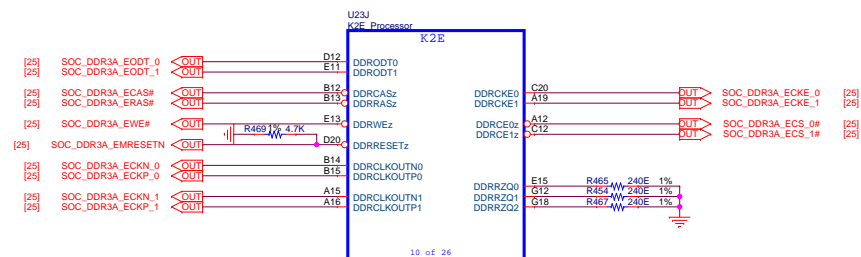 U23J
K2E_Processor
K2E
[25] SOC_DDR3A_EODT_0 OUT D12 DDRODT0
[25] SOC_DDR3A_EODT_1 OUT E11 DDRODT1
[25] SOC_DDR3A_ECAS# OUT B12 DDRCASz
[25] SOC_DDR3A_ERAS# OUT B13 DDRRASz
[25] SOC_DDR3A_EWE# OUT E13 DDRWEz
R469 1% 4.7K
[25] SOC_DDR3A_EMRESETN OUT D20 DDRRESETz
[25] SOC_DDR3A_ECKN_0 OUT B14 DDRCLKOUTN0
[25] SOC_DDR3A_ECKP_0 OUT B15 DDRCLKOUTP0
[25] SOC_DDR3A_ECKN_1 OUT A15 DDRCLKOUTN1
[25] SOC_DDR3A_ECKP_1 OUT A16 DDRCLKOUTP1
DDRCKE0 C20 OUT SOC_DDR3A_ECKE_0 [25]
DDRCKE1 A19 OUT SOC_DDR3A_ECKE_1 [25]
DDRCE0z A12 OUT SOC_DDR3A_ECS_0# [25]
DDRCE1z C12 OUT SOC_DDR3A_ECS_1# [25]
DDRRZQ0 E15 R465 240E 1%
DDRRZQ1 G12 R454 240E 1%
DDRRZQ2 G18 R467 240E 1%
10 of 26